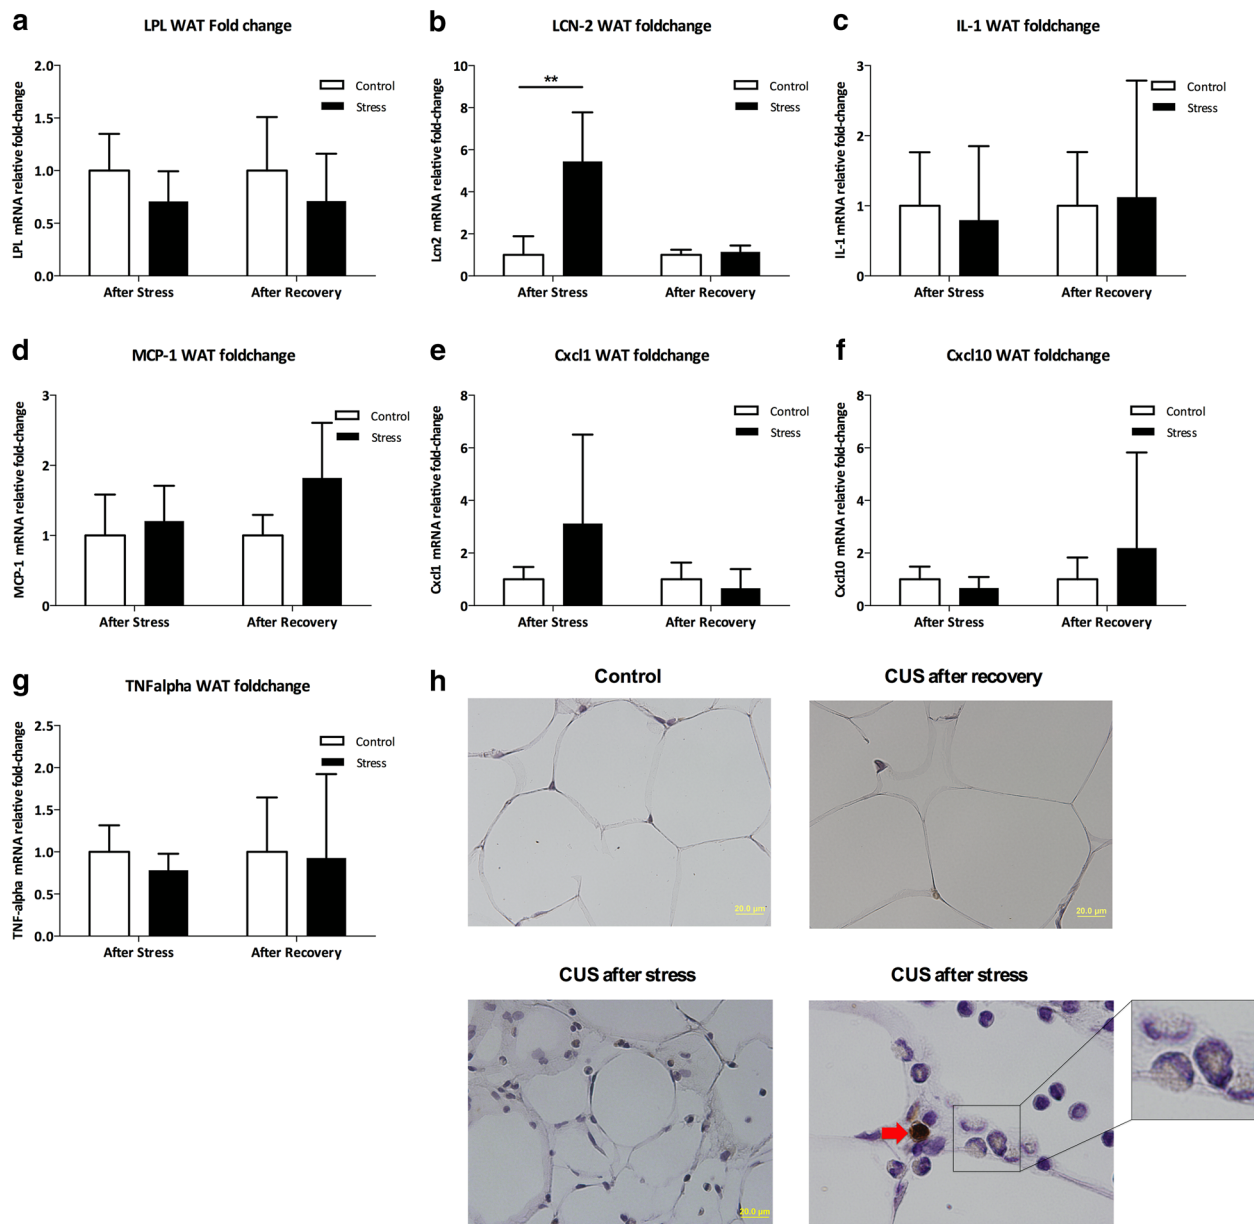 a
LPL WAT Fold change
LPL mRNA relative fold-change
2.0
1.5
1.0
0.5
0.0
Control
Stress
After Stress
After Recovery
b
LCN-2 WAT foldchange
Lcn2 mRNA relative fold-change
10
8
6
4
2
0
**
Control
Stress
After Stress
After Recovery
c
IL-1 WAT foldchange
IL-1 mRNA relative fold-change
3
2
1
0
Control
Stress
After Stress
After Recovery
d
MCP-1 WAT foldchange
MCP-1 mRNA relative fold-change
3
2
1
0
Control
Stress
After Stress
After Recovery
e
Cxcl1 WAT foldchange
Cxcl1 mRNA relative fold-change
8
6
4
2
0
Control
Stress
After Stress
After Recovery
f
Cxcl10 WAT foldchange
Cxcl10 mRNA relative fold-change
8
6
4
2
0
Control
Stress
After Stress
After Recovery
g
TNFalpha WAT foldchange
TNF-alpha mRNA relative fold-change
2.5
2.0
1.5
1.0
0.5
0.0
Control
Stress
After Stress
After Recovery
h
Control
20.0 µm
CUS after recovery
20.0 µm
CUS after stress
20.0 µm
CUS after stress